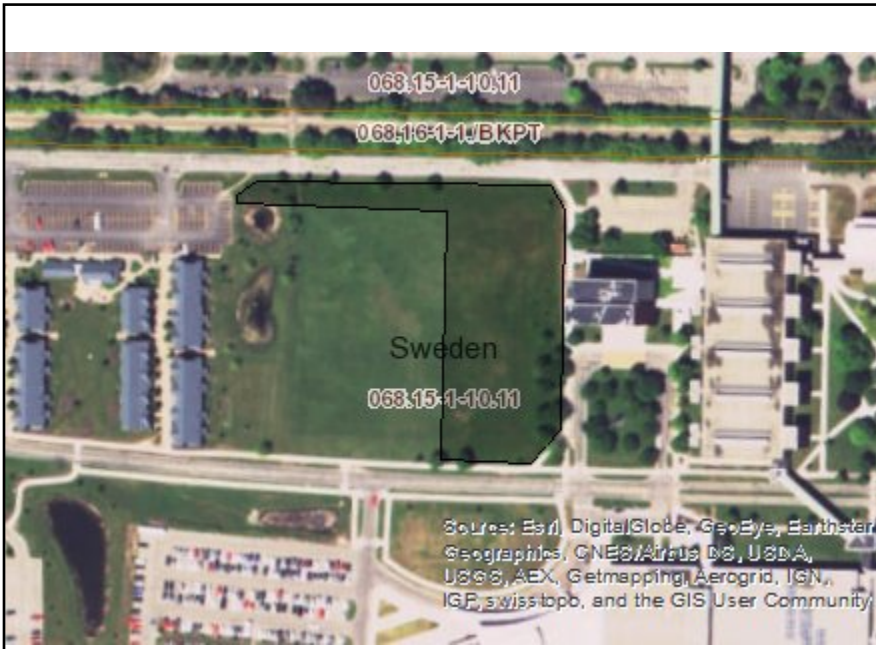 068.15-1-10.11
068.16-1-1./BKPT
Sweden
068.15-1-10.11
Source: Esri, DigitalGlobe, GeoEye, Earthstar
Geographics, CNES/Airbus DS, USDA,
USGS, AEX, Getmapping, Aerogrid, IGN,
IGP, swisstopo, and the GIS User Community